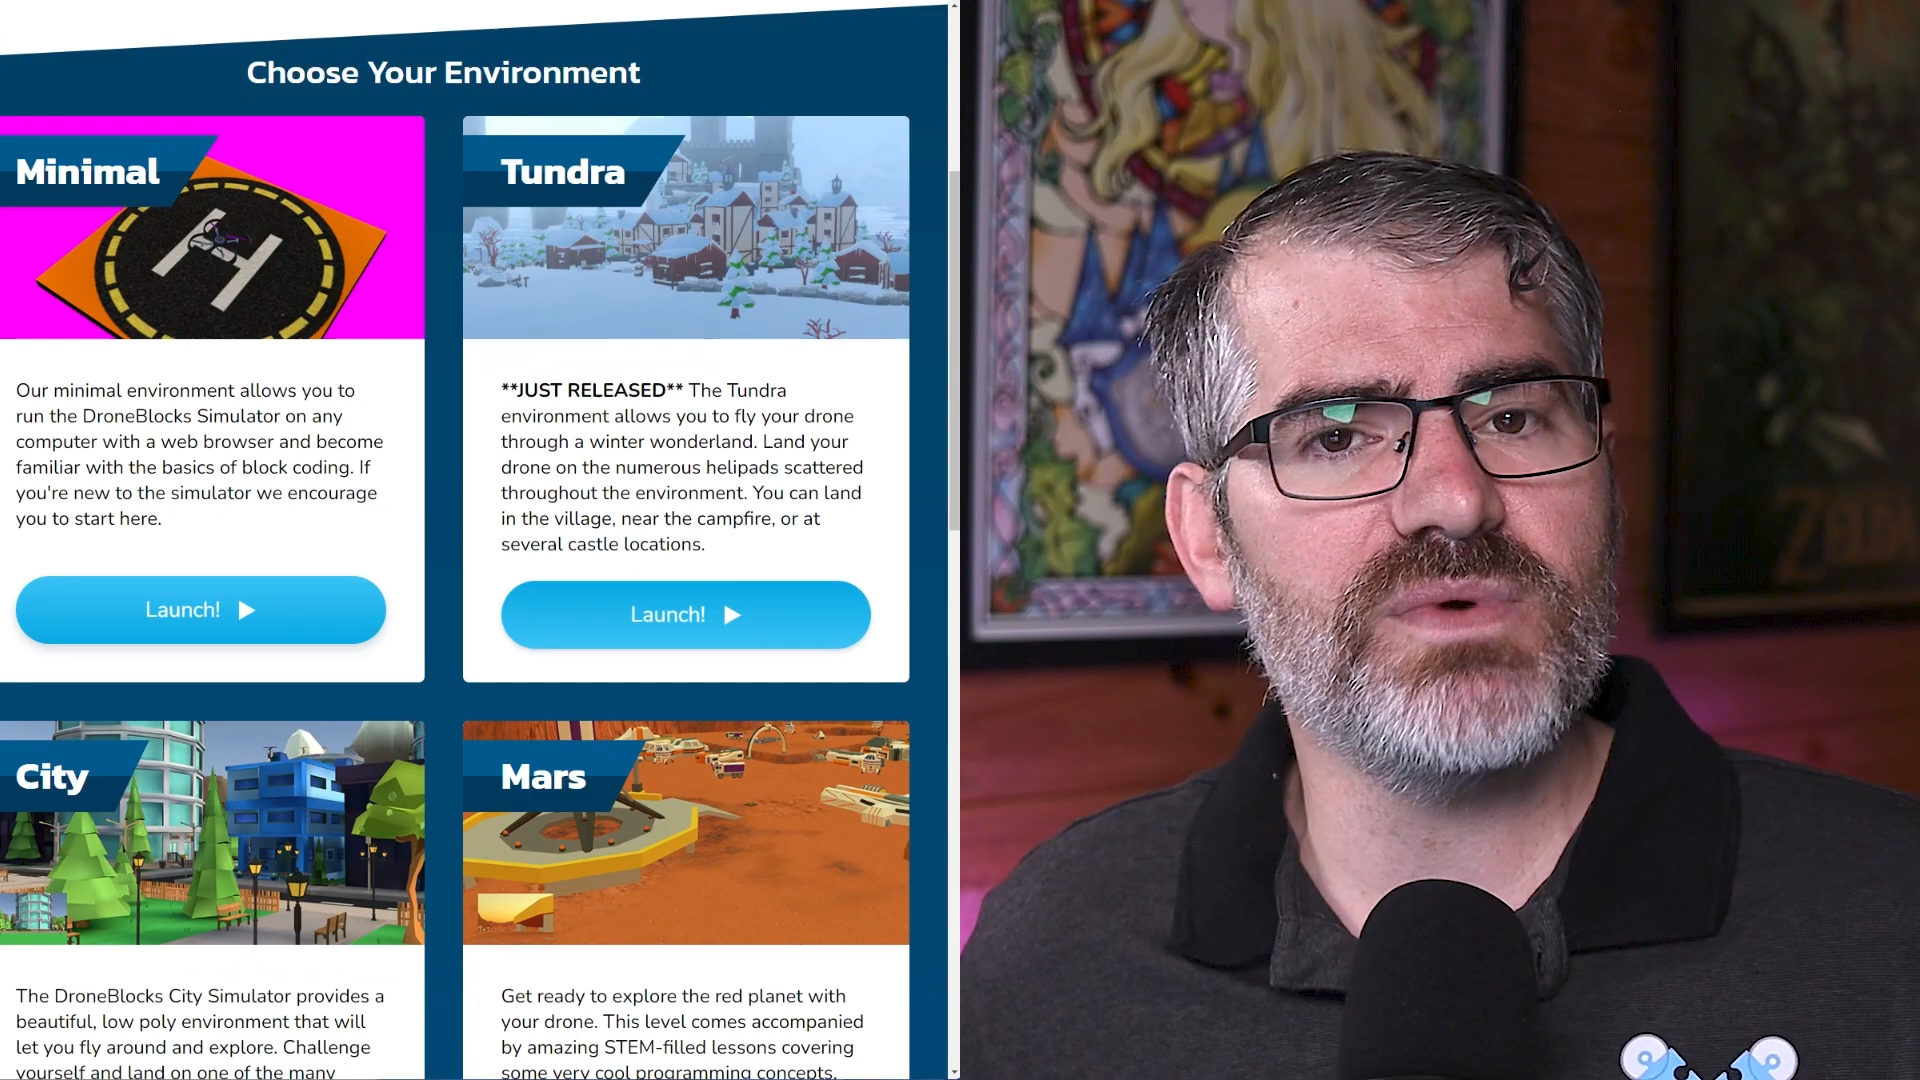 Choose Your Environment
Minimal
Our minimal environment allows you to
run the DroneBlocks Simulator on any
computer with a web browser and become
familiar with the basics of block coding. If
you're new to the simulator we encourage
you to start here.
Launch!
Tundra
**JUST RELEASED** The Tundra
environment allows you to fly your drone
through a winter wonderland. Land your
drone on the numerous helipads scattered
throughout the environment. You can land
in the village, near the campfire, or at
several castle locations.
Launch!
City
The DroneBlocks City Simulator provides a
beautiful, low poly environment that will
let you fly around and explore. Challenge
yourself and land on one of the many
Mars
Get ready to explore the red planet with
your drone. This level comes accompanied
by amazing STEM-filled lessons covering
some very cool programming concepts.
H